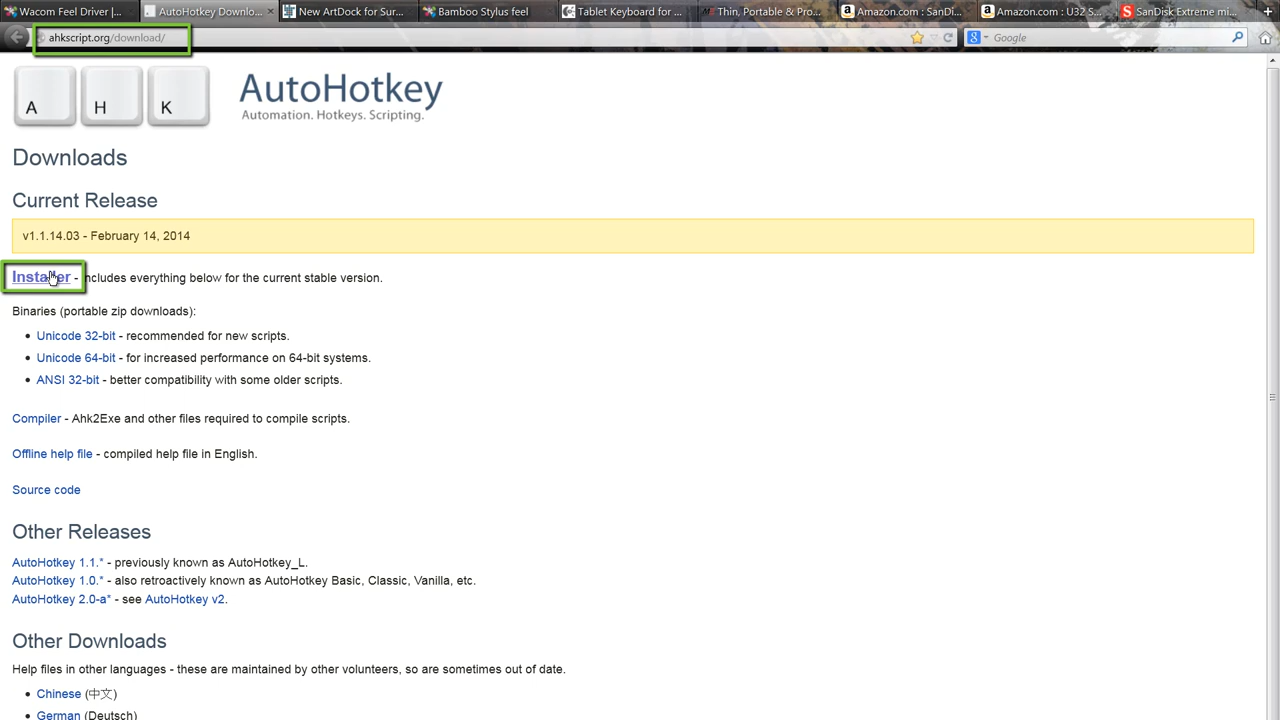 Wacom Feel Driver |...
AutoHotkey Downlo...
New ArtDock for Sur...
Bamboo Stylus feel
Tablet Keyboard for ...
Thin, Portable & Pro...
Amazon.com : SanDi...
Amazon.com : U32 S...
SanDisk Extreme mi...
ahkscript.org/download/
Google
A H K
AutoHotkey
Automation. Hotkeys. Scripting.
Downloads
Current Release
v1.1.14.03 - February 14, 2014
Installer - includes everything below for the current stable version.
Binaries (portable zip downloads):
• Unicode 32-bit - recommended for new scripts.
• Unicode 64-bit - for increased performance on 64-bit systems.
• ANSI 32-bit - better compatibility with some older scripts.
Compiler - Ahk2Exe and other files required to compile scripts.
Offline help file - compiled help file in English.
Source code
Other Releases
AutoHotkey 1.1.* - previously known as AutoHotkey_L.
AutoHotkey 1.0.* - also retroactively known as AutoHotkey Basic, Classic, Vanilla, etc.
AutoHotkey 2.0-a* - see AutoHotkey v2.
Other Downloads
Help files in other languages - these are maintained by other volunteers, so are sometimes out of date.
• Chinese (中文)
• German (Deutsch)